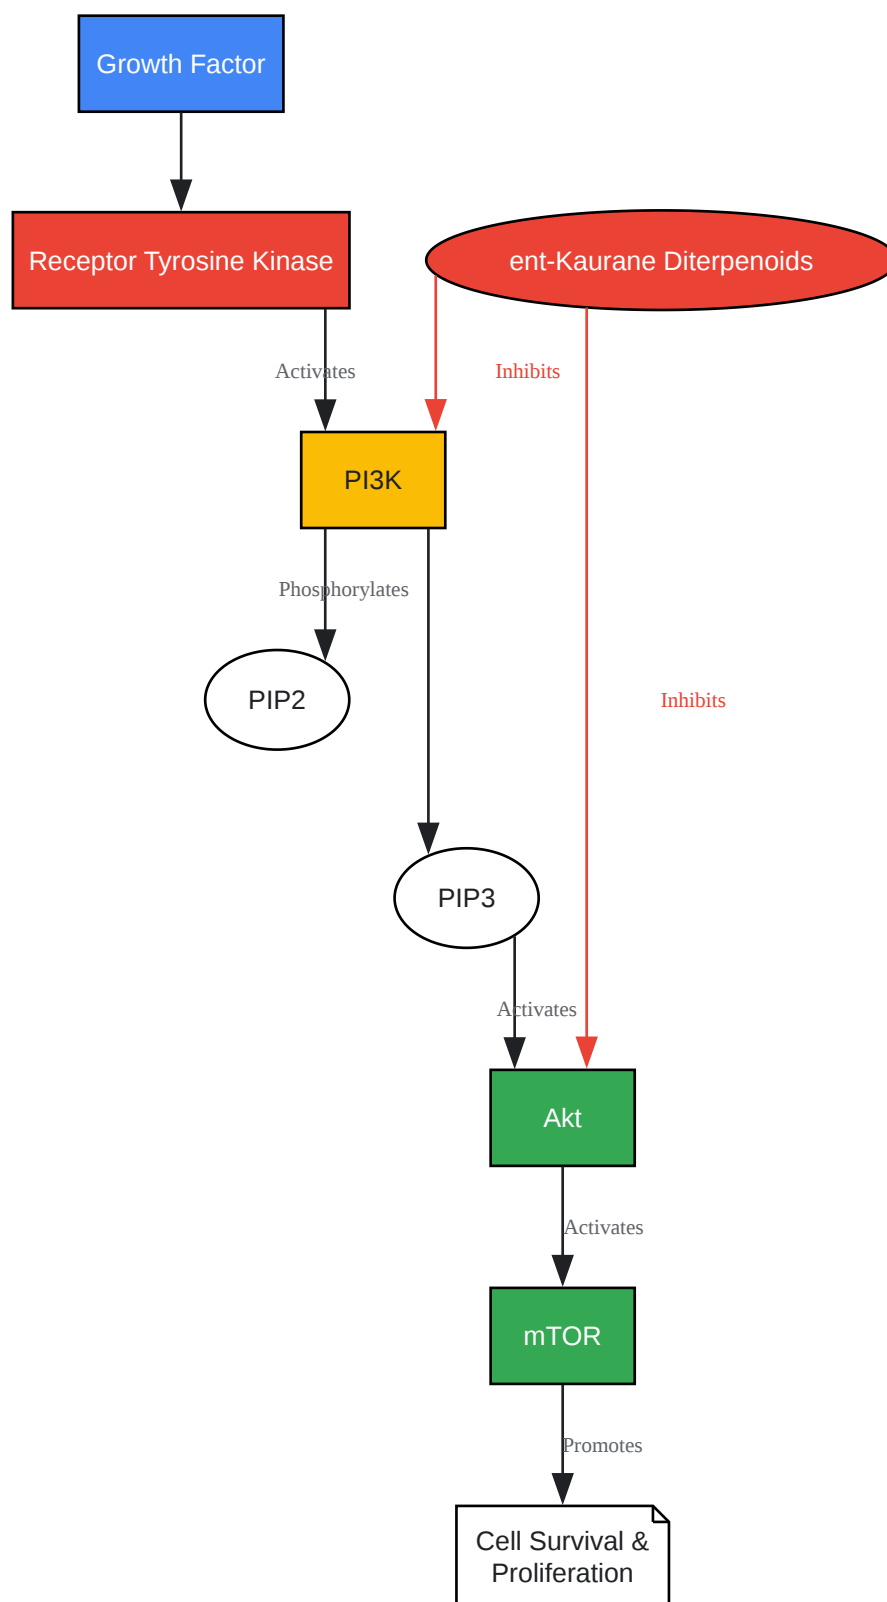 Growth Factor
Receptor Tyrosine Kinase
ent-Kaurane Diterpenoids
Activates
Inhibits
PI3K
Phosphorylates
PIP2
Inhibits
PIP3
Activates
Akt
Activates
mTOR
Promotes
Cell Survival &
Proliferation